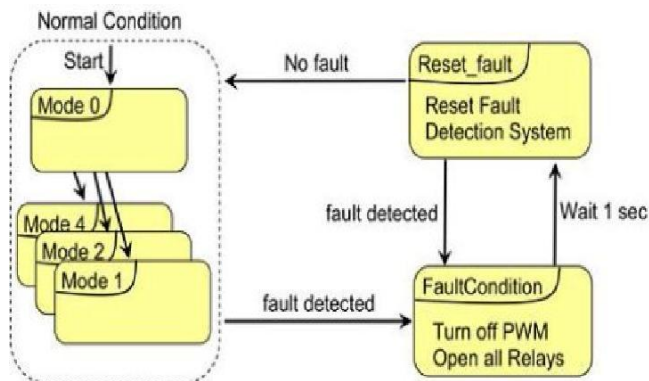 Normal Condition
Start
Mode 0
Mode 4
Mode 2
Mode 1
No fault
fault detected
Reset_fault
Reset Fault
Detection System
fault detected
Wait 1 sec
FaultCondition
Turn off PWM
Open all Relays